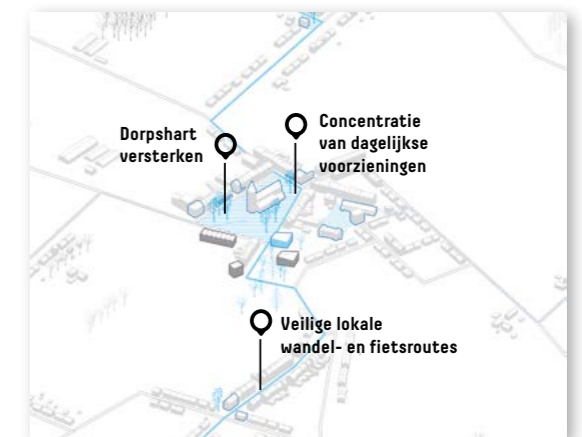 Dorpshart
versterken
Concentratie
van dagelijkse
voorzieningen
Veilige lokale
wandel- en fietsroutes